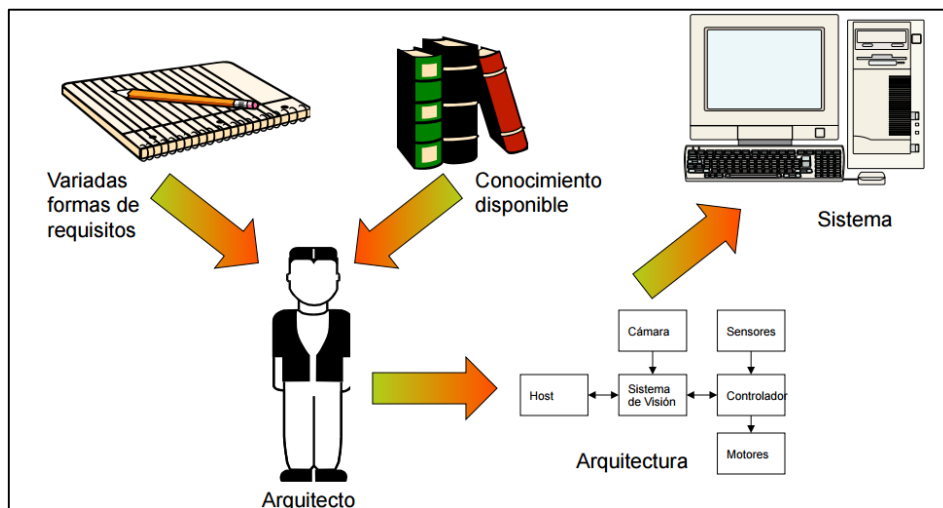 Variadas
formas de
requisitos
Conocimiento
disponible
Sistema
Arquitecto
Cámara
Sensores
Host
Sistema
de Visión
Controlador
Motores
Arquitectura